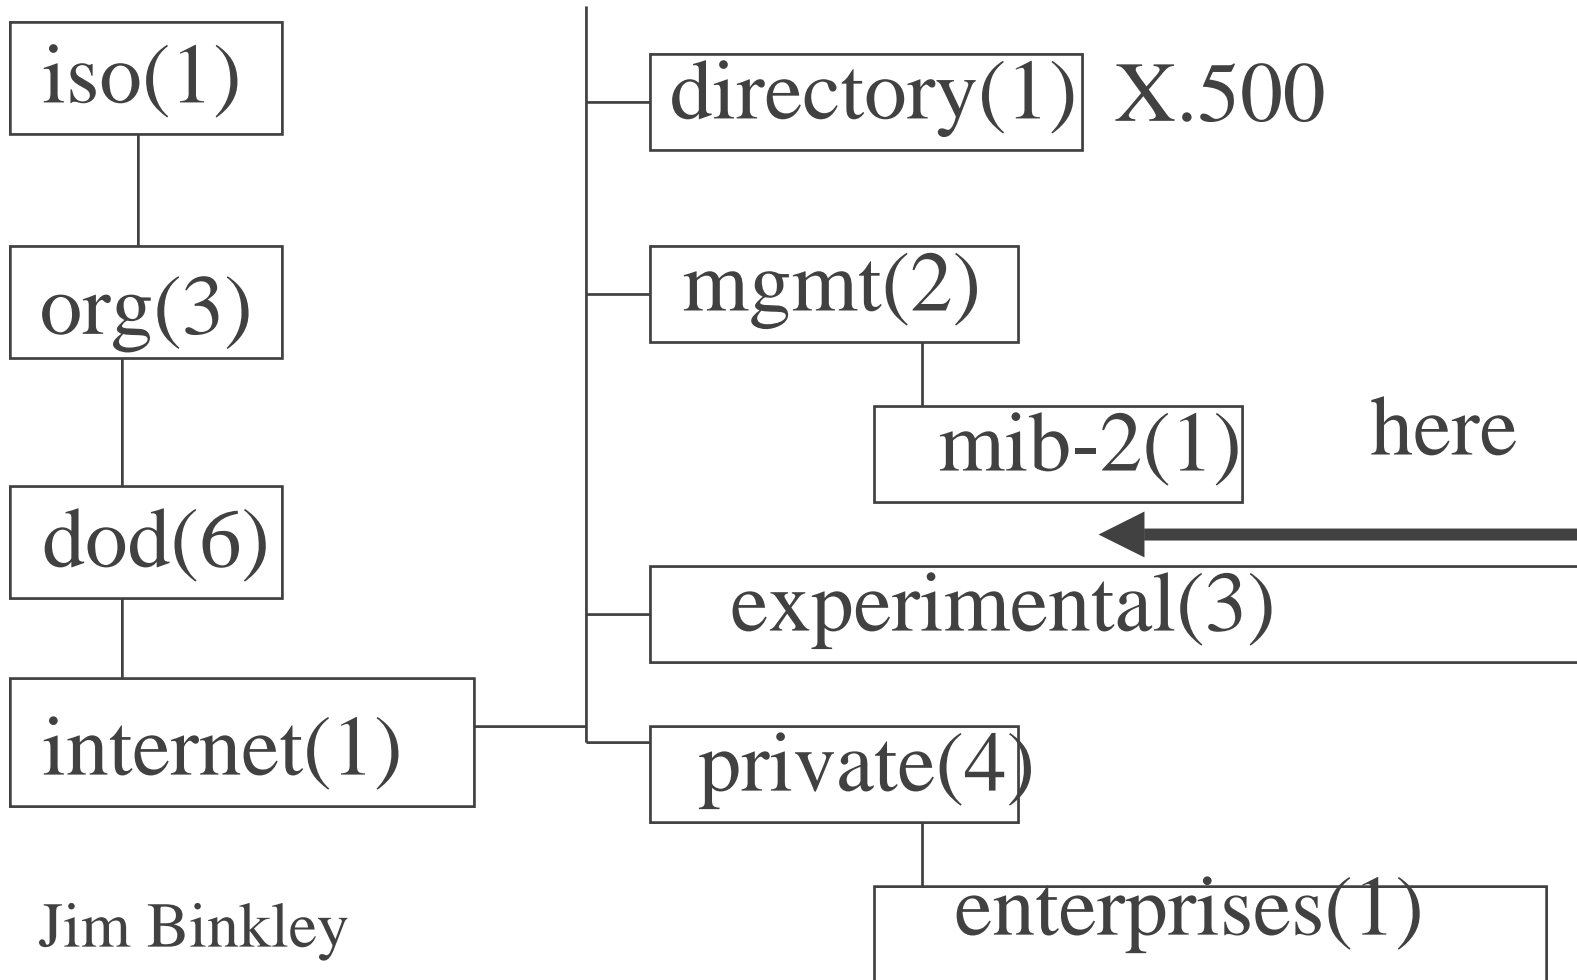 iso(1)
org(3)
dod(6)
internet(1)
directory(1) X.500
mgmt(2)
mib-2(1)
here
experimental(3)
private(4)
enterprises(1)
Jim Binkley